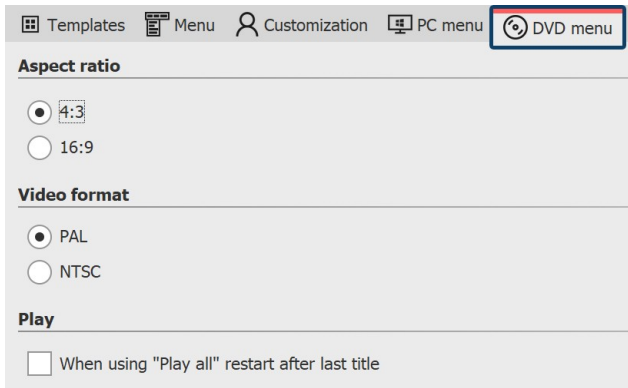 Templates Menu Customization PC menu DVD menu
Aspect ratio
4:3
16:9
Video format
PAL
NTSC
Play
When using "Play all" restart after last title